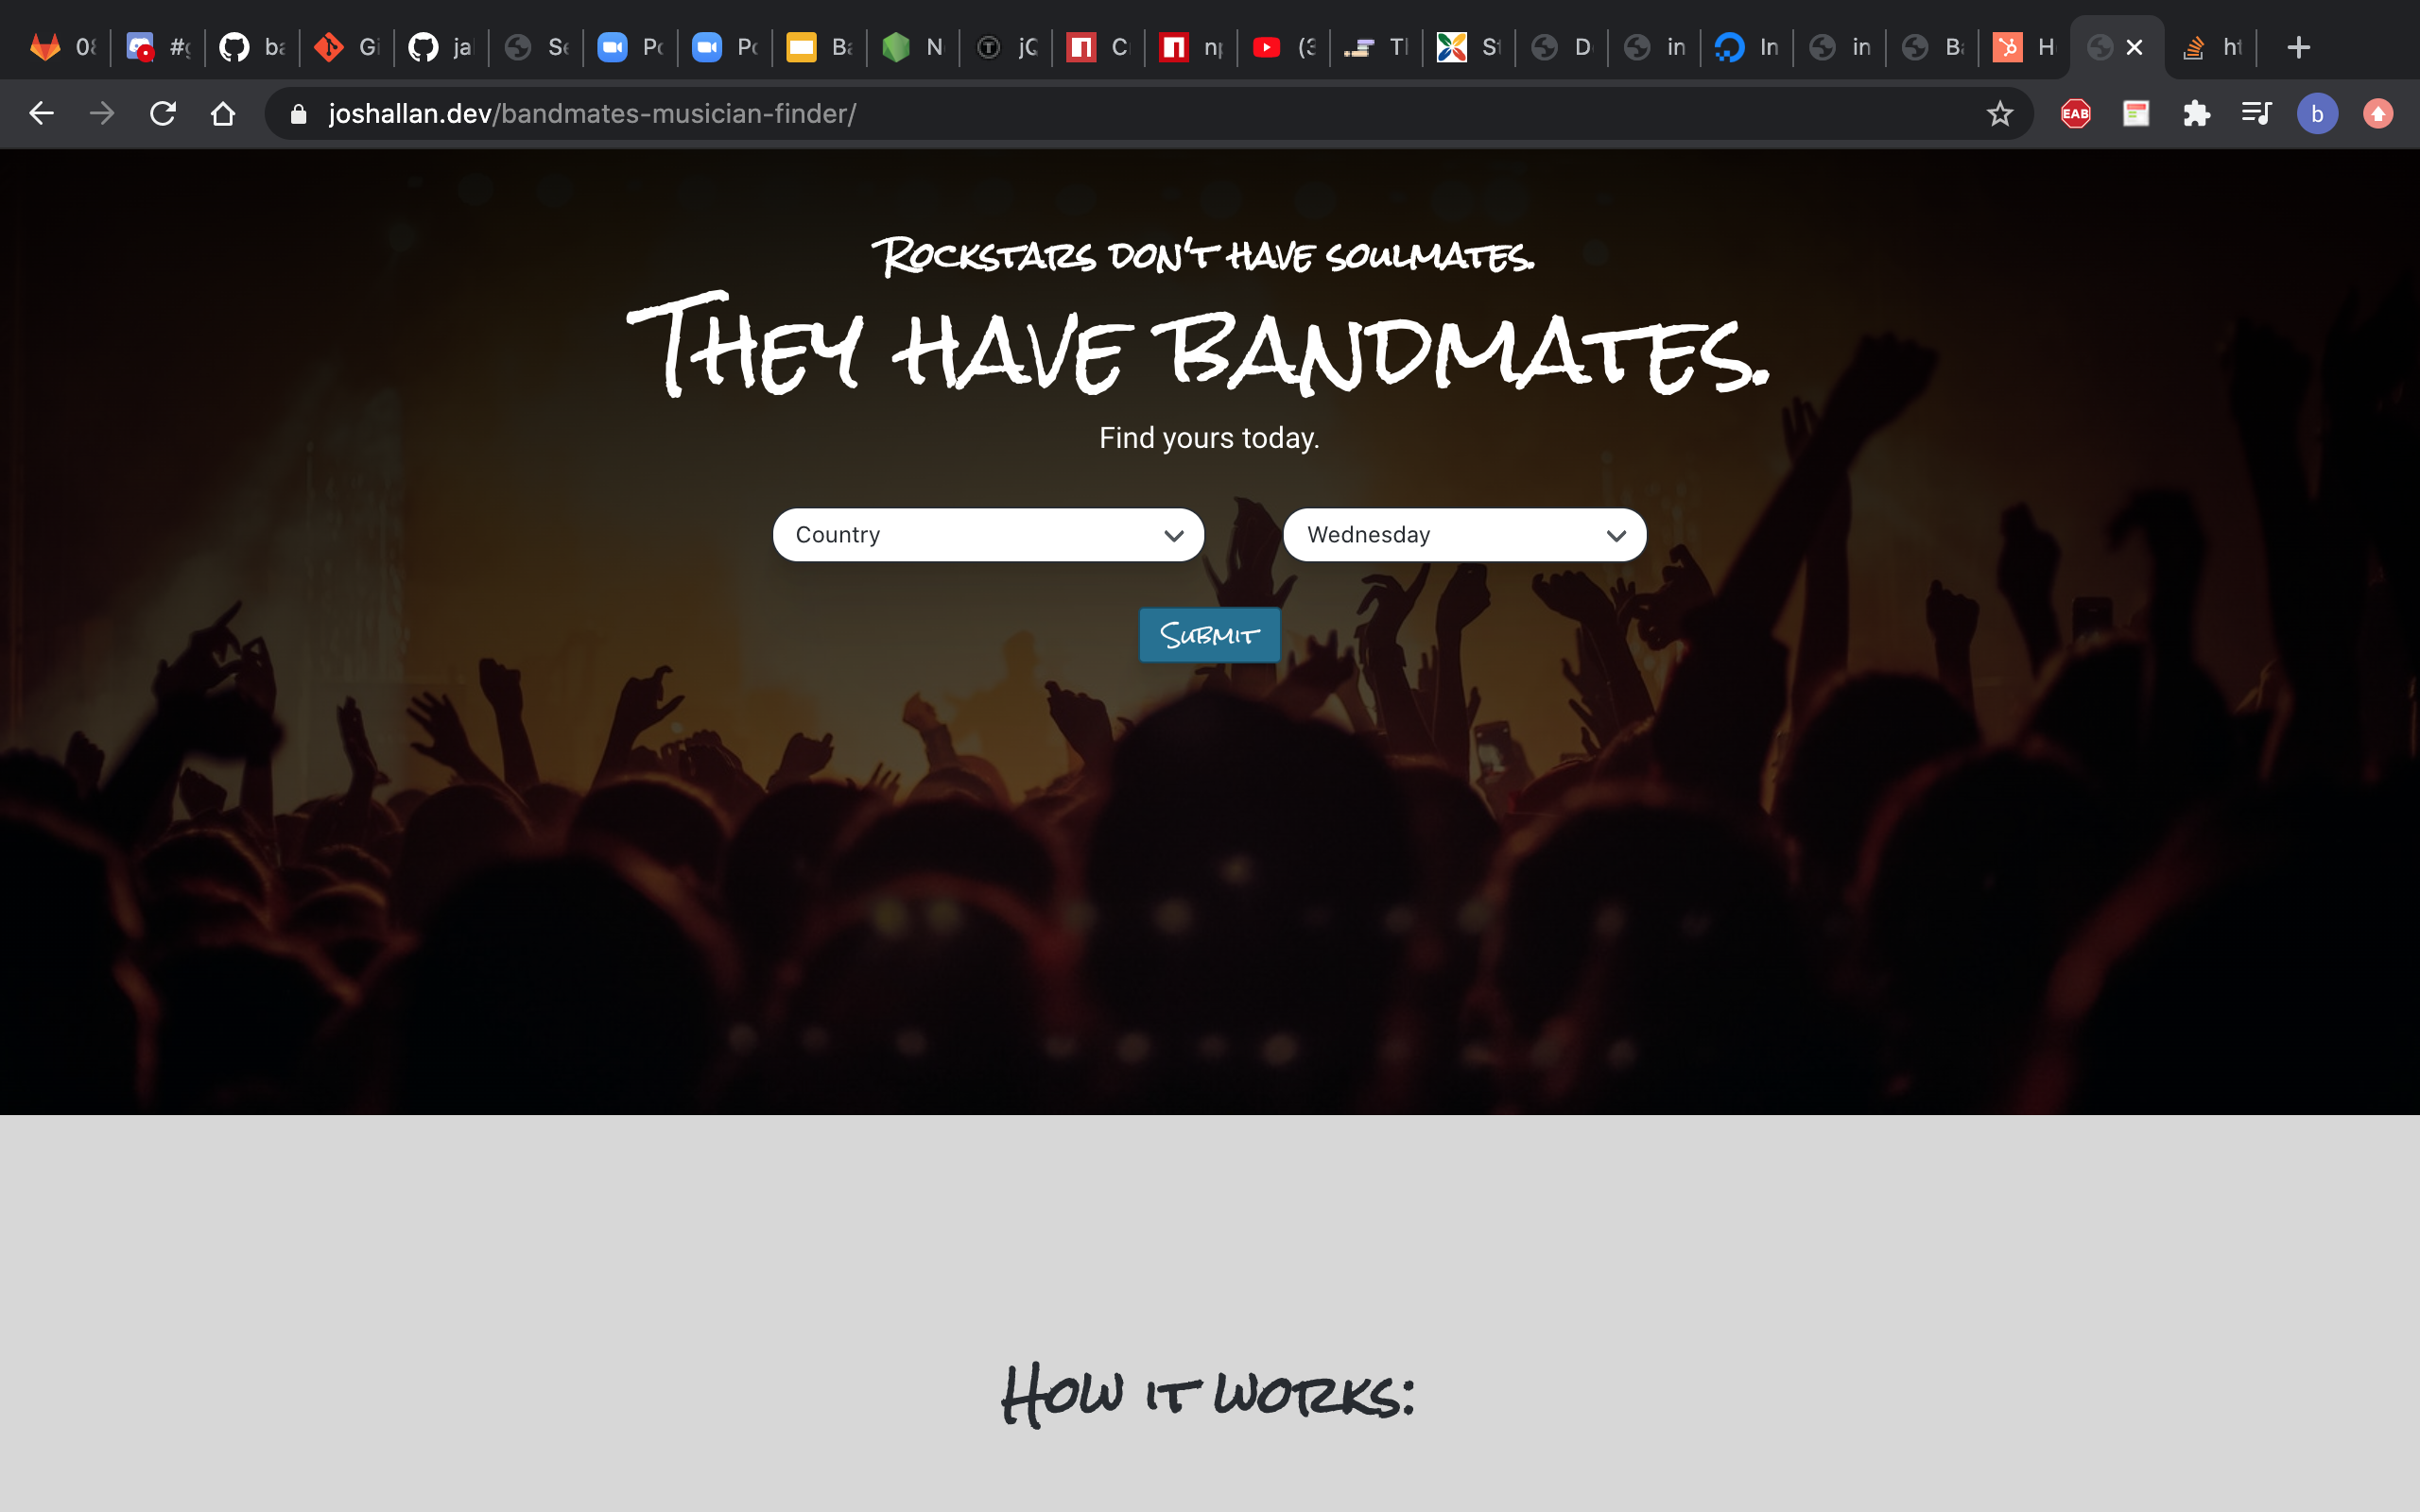 08
#g
ba
Gi
ja
Se
Po
Po
Ba
N
jQ
C
np
(3
Tl
St
D
in
In
in
Ba
H
ht
joshallan.dev/bandmates-musician-finder/
EAB
b
Rockstars don't have soulmates.
They have bandmates.
Find yours today.
Country
Wednesday
Submit
How it works: